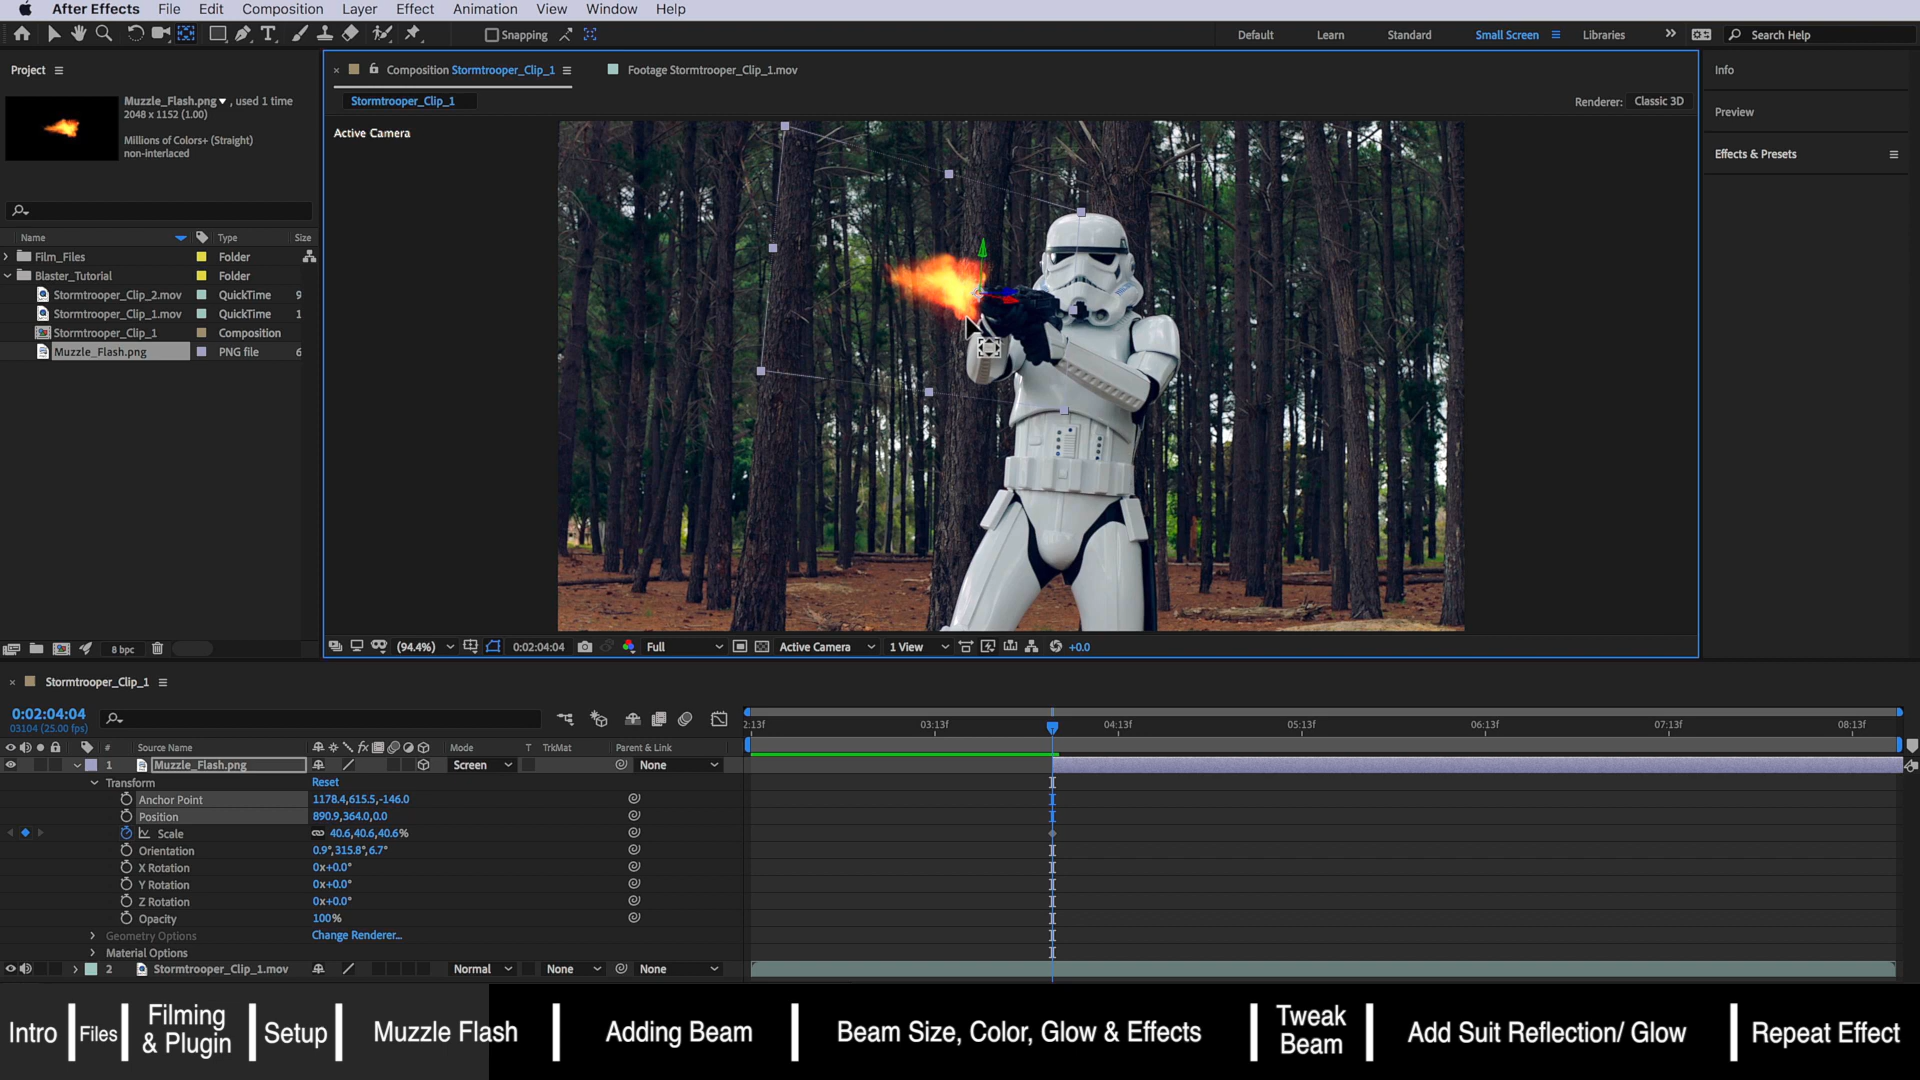 After Effects File Edit Composition Layer Effect Animation View Window Help
Snapping
Default Learn Standard Small Screen Libraries Search Help
Project
Muzzle_Flash.png , used 1 time
2048 x 1152 (1.00)
Millions of Colors+ (Straight)
non-interlaced
Name Type Size
Film_Files Folder
Blaster_Tutorial Folder
Stormtrooper_Clip_2.mov QuickTime 9
Stormtrooper_Clip_1.mov QuickTime 1
Stormtrooper_Clip_1 Composition
Muzzle_Flash.png PNG file 6
8 bpc
Composition Stormtrooper_Clip_1
Footage Stormtrooper_Clip_1.mov
Stormtrooper_Clip_1
Renderer: Classic 3D
Active Camera
(94.4%) 0:02:04:04 Full Active Camera 1 View +0.0
Info
Preview
Effects & Presets
Stormtrooper_Clip_1
0:02:04:04
03104 (25.00 fps)
2:13f 03:13f 04:13f 05:13f 06:13f 07:13f 08:13f
# Source Name fx Mode T TrkMat Parent & Link
1 Muzzle_Flash.png Screen None
Transform Reset
Anchor Point 1178.4,615.5,-146.0
Position 890.9,364.0,0.0
Scale 40.6,40.6,40.6%
Orientation 0.9°,315.8°,6.7°
X Rotation 0x+0.0°
Y Rotation 0x+0.0°
Z Rotation 0x+0.0°
Opacity 100%
Geometry Options Change Renderer...
Material Options
2 Stormtrooper_Clip_1.mov Normal None None
Intro
Files
Filming
& Plugin
Setup
Muzzle Flash
Adding Beam
Beam Size, Color, Glow & Effects
Tweak
Beam
Add Suit Reflection/ Glow
Repeat Effect